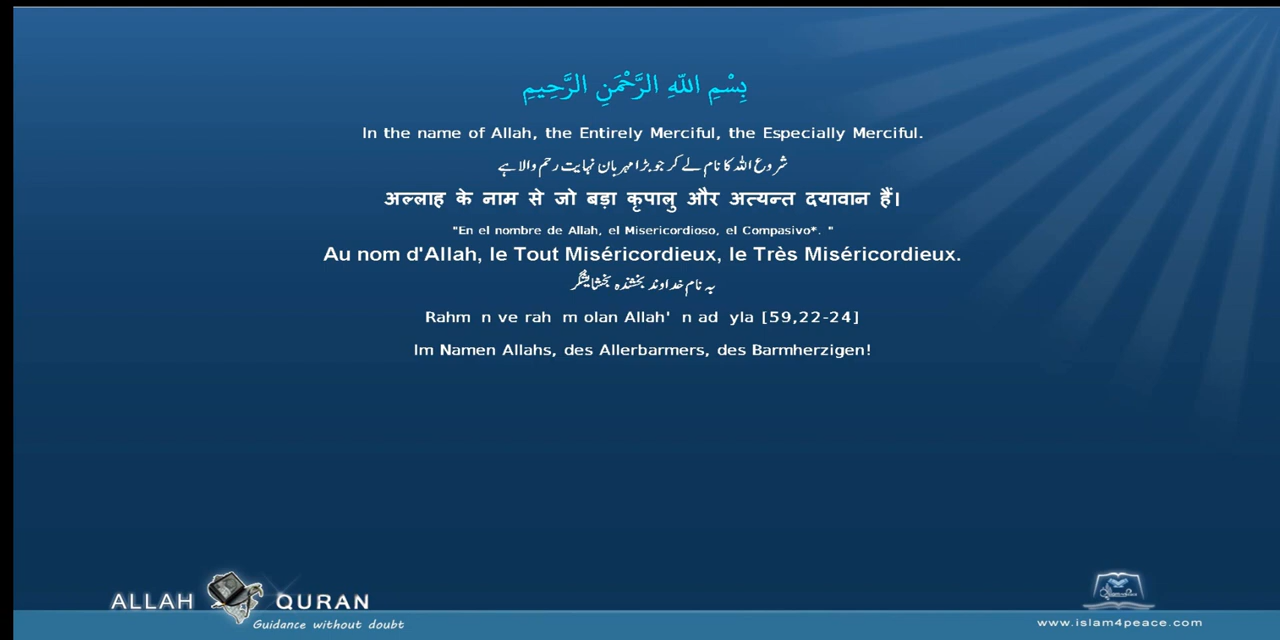 بِسْمِ اللَّهِ الرَّحْمَٰنِ الرَّحِيمِ
In the name of Allah, the Entirely Merciful, the Especially Merciful.
شروع اللہ کا نام لے کر جو بڑا مہربان نہایت رحم والا ہے
अल्लाह के नाम से जो बड़ा कृपालु और अत्यन्त दयावान हैं।
"En el nombre de Allah, el Misericordioso, el Compasivo*. "
Au nom d'Allah, le Tout Miséricordieux, le Très Miséricordieux.
به نام خداوند بخشنده بخشایشگر
Rahm n ve rah m olan Allah' n ad yla [59,22-24]
Im Namen Allahs, des Allerbarmers, des Barmherzigen!
ALLAH QURAN
Guidance without doubt
www.islam4peace.com